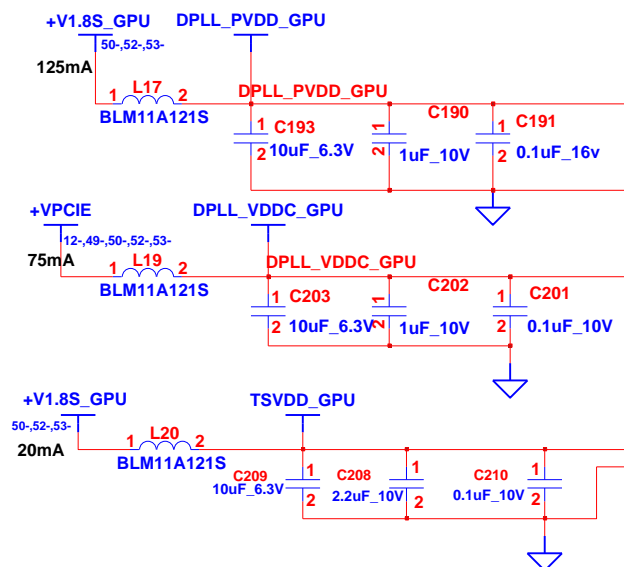 +V1.8S_GPU
DPLL_PVDD_GPU
50-,52-,53-
125mA
1 L17 2
BLM11A121S
DPLL_PVDD_GPU
1 C193
2 10uF_6.3V
C190
1
2 1uF_10V
1 C191
2 0.1uF_16v
+VPCIE
DPLL_VDDC_GPU
12-,49-,50-,52-,53-
75mA
1 L19 2
BLM11A121S
DPLL_VDDC_GPU
1 C203
2 10uF_6.3V
C202
1
2 1uF_10V
1 C201
2 0.1uF_10V
+V1.8S_GPU
TSVDD_GPU
50-,52-,53-
20mA
1 L20 2
BLM11A121S
C209 1
10uF_6.3V 2
C208 1
2.2uF_10V 2
C210 1
0.1uF_10V 2